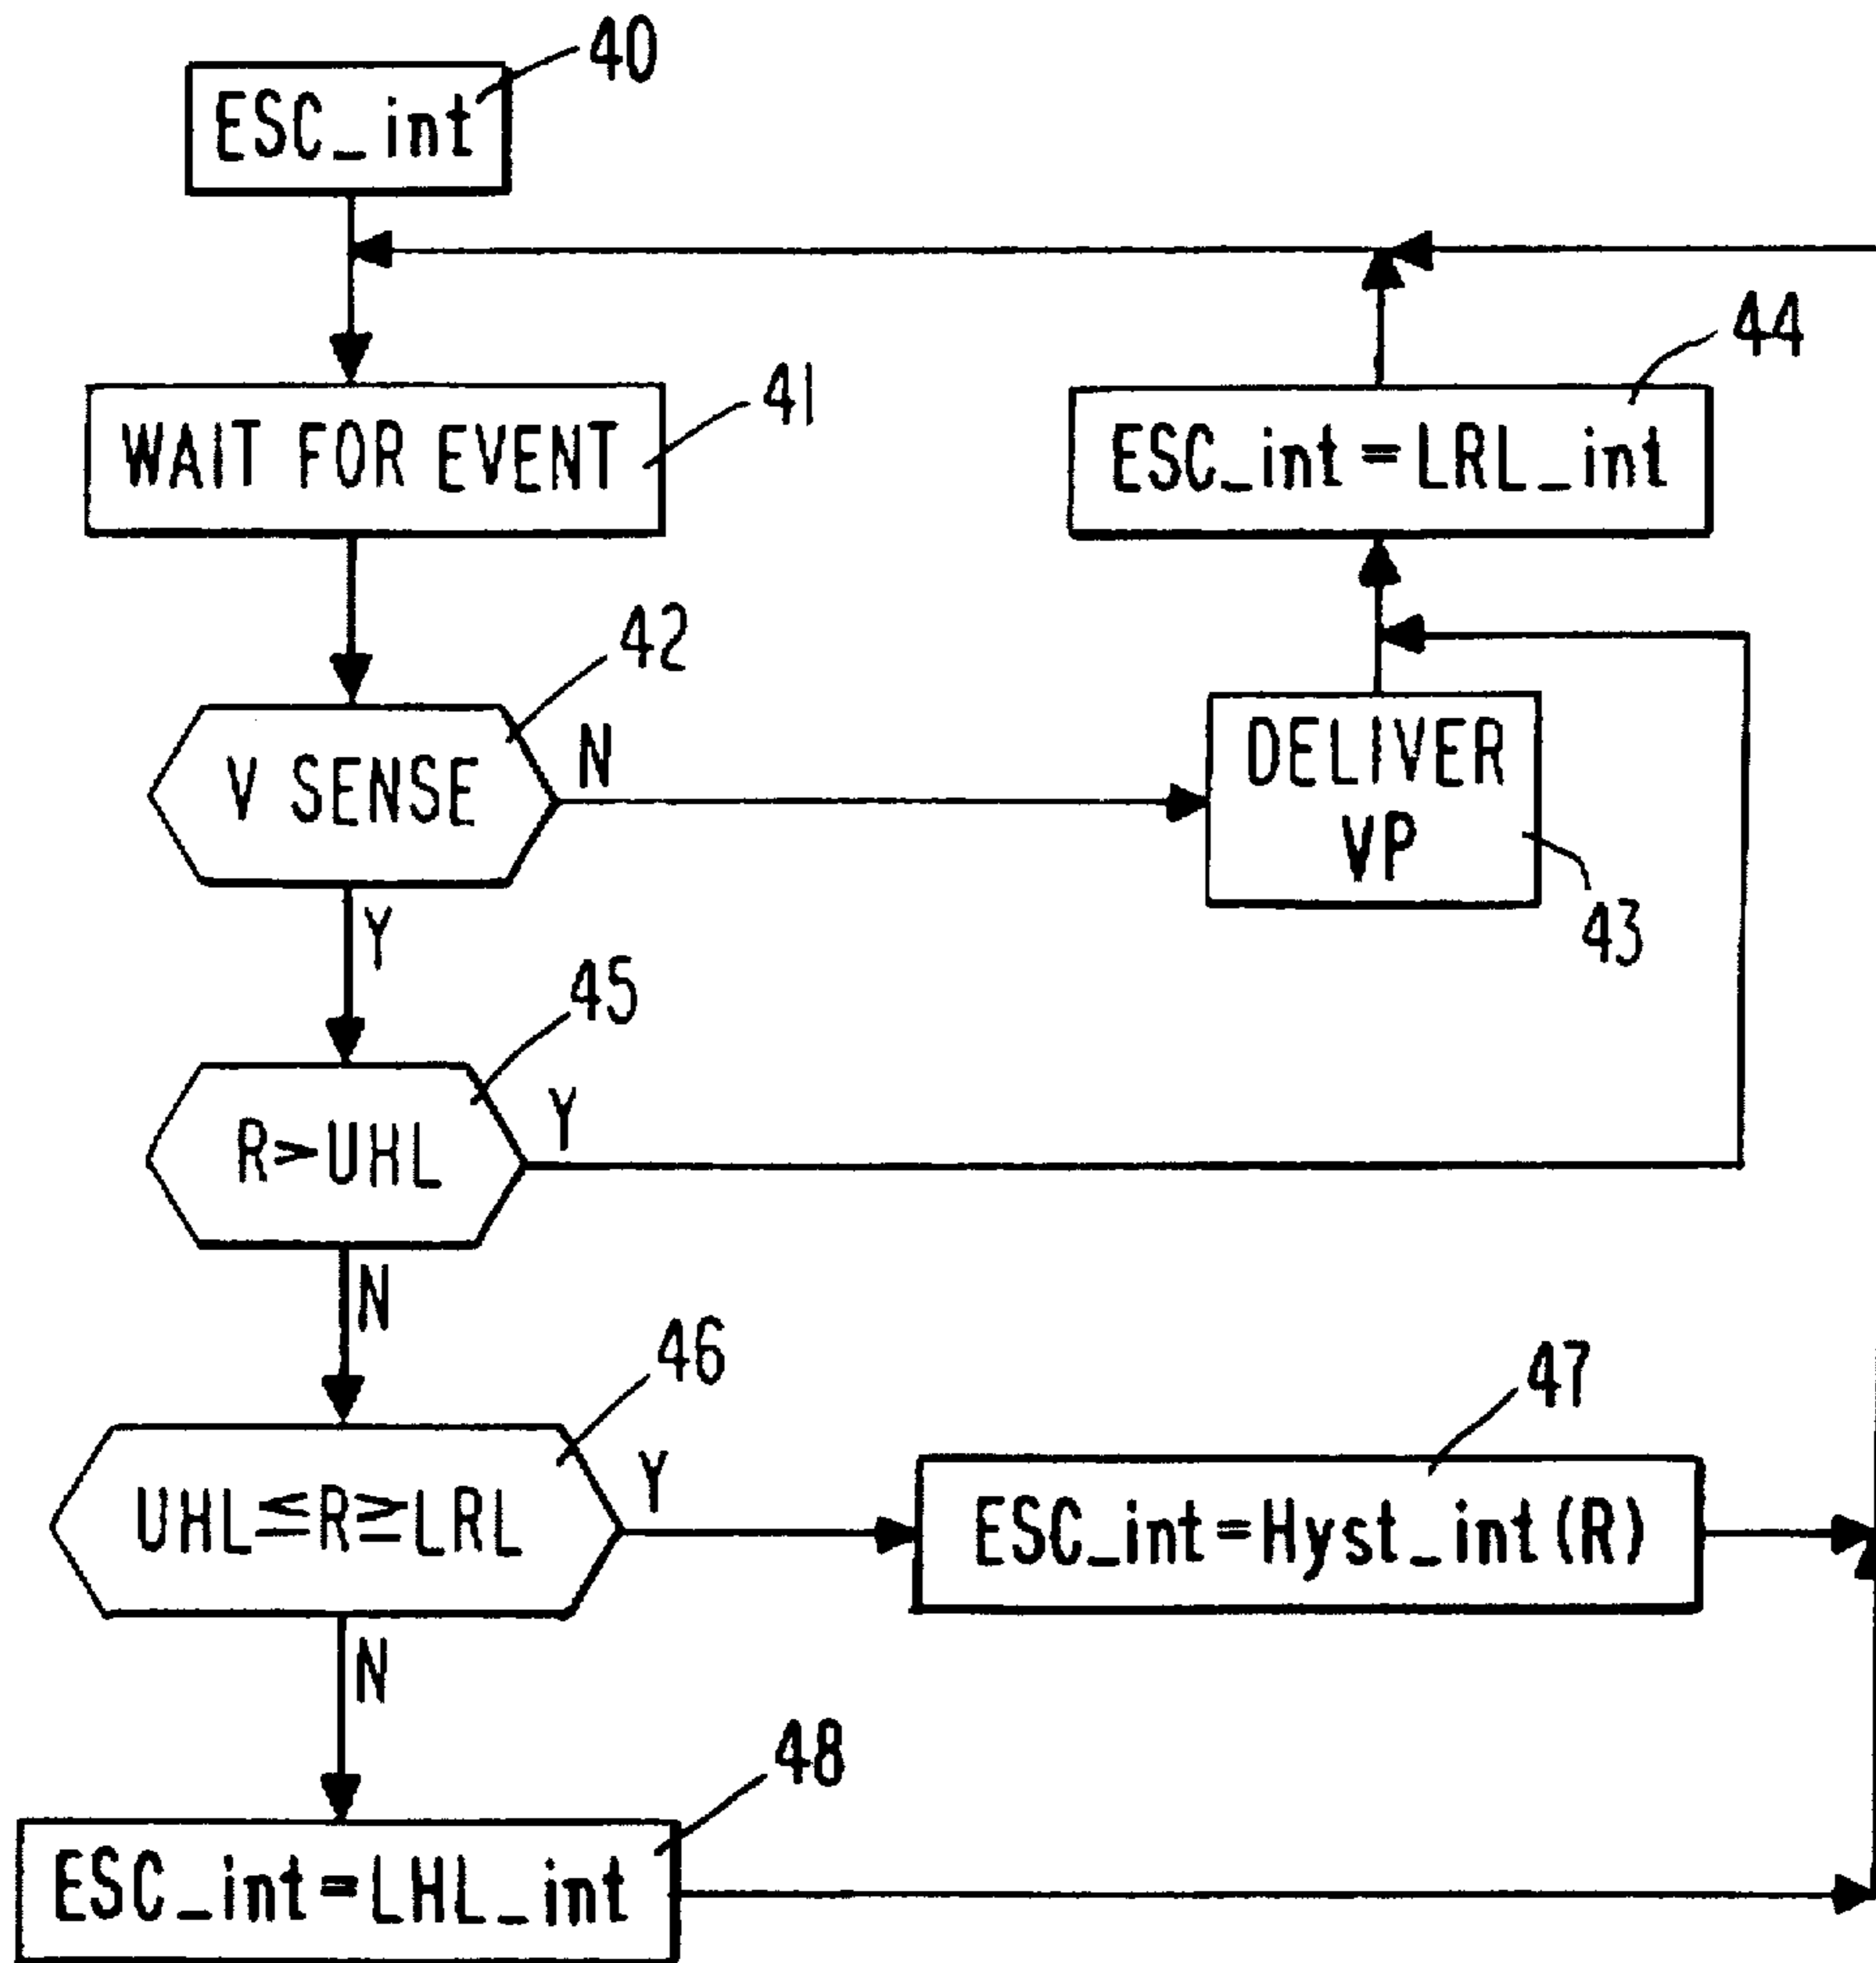 40
ESC_int
44
41
WAIT FOR EVENT
ESC_int=LRL_int
42
V SENSE
N
DELIVER
VP
43
Y
45
R>UHL
Y
N
46
47
UHL≤R≥LRL
Y
ESC_int=Hyst_int(R)
N
48
ESC_int=LHL_int